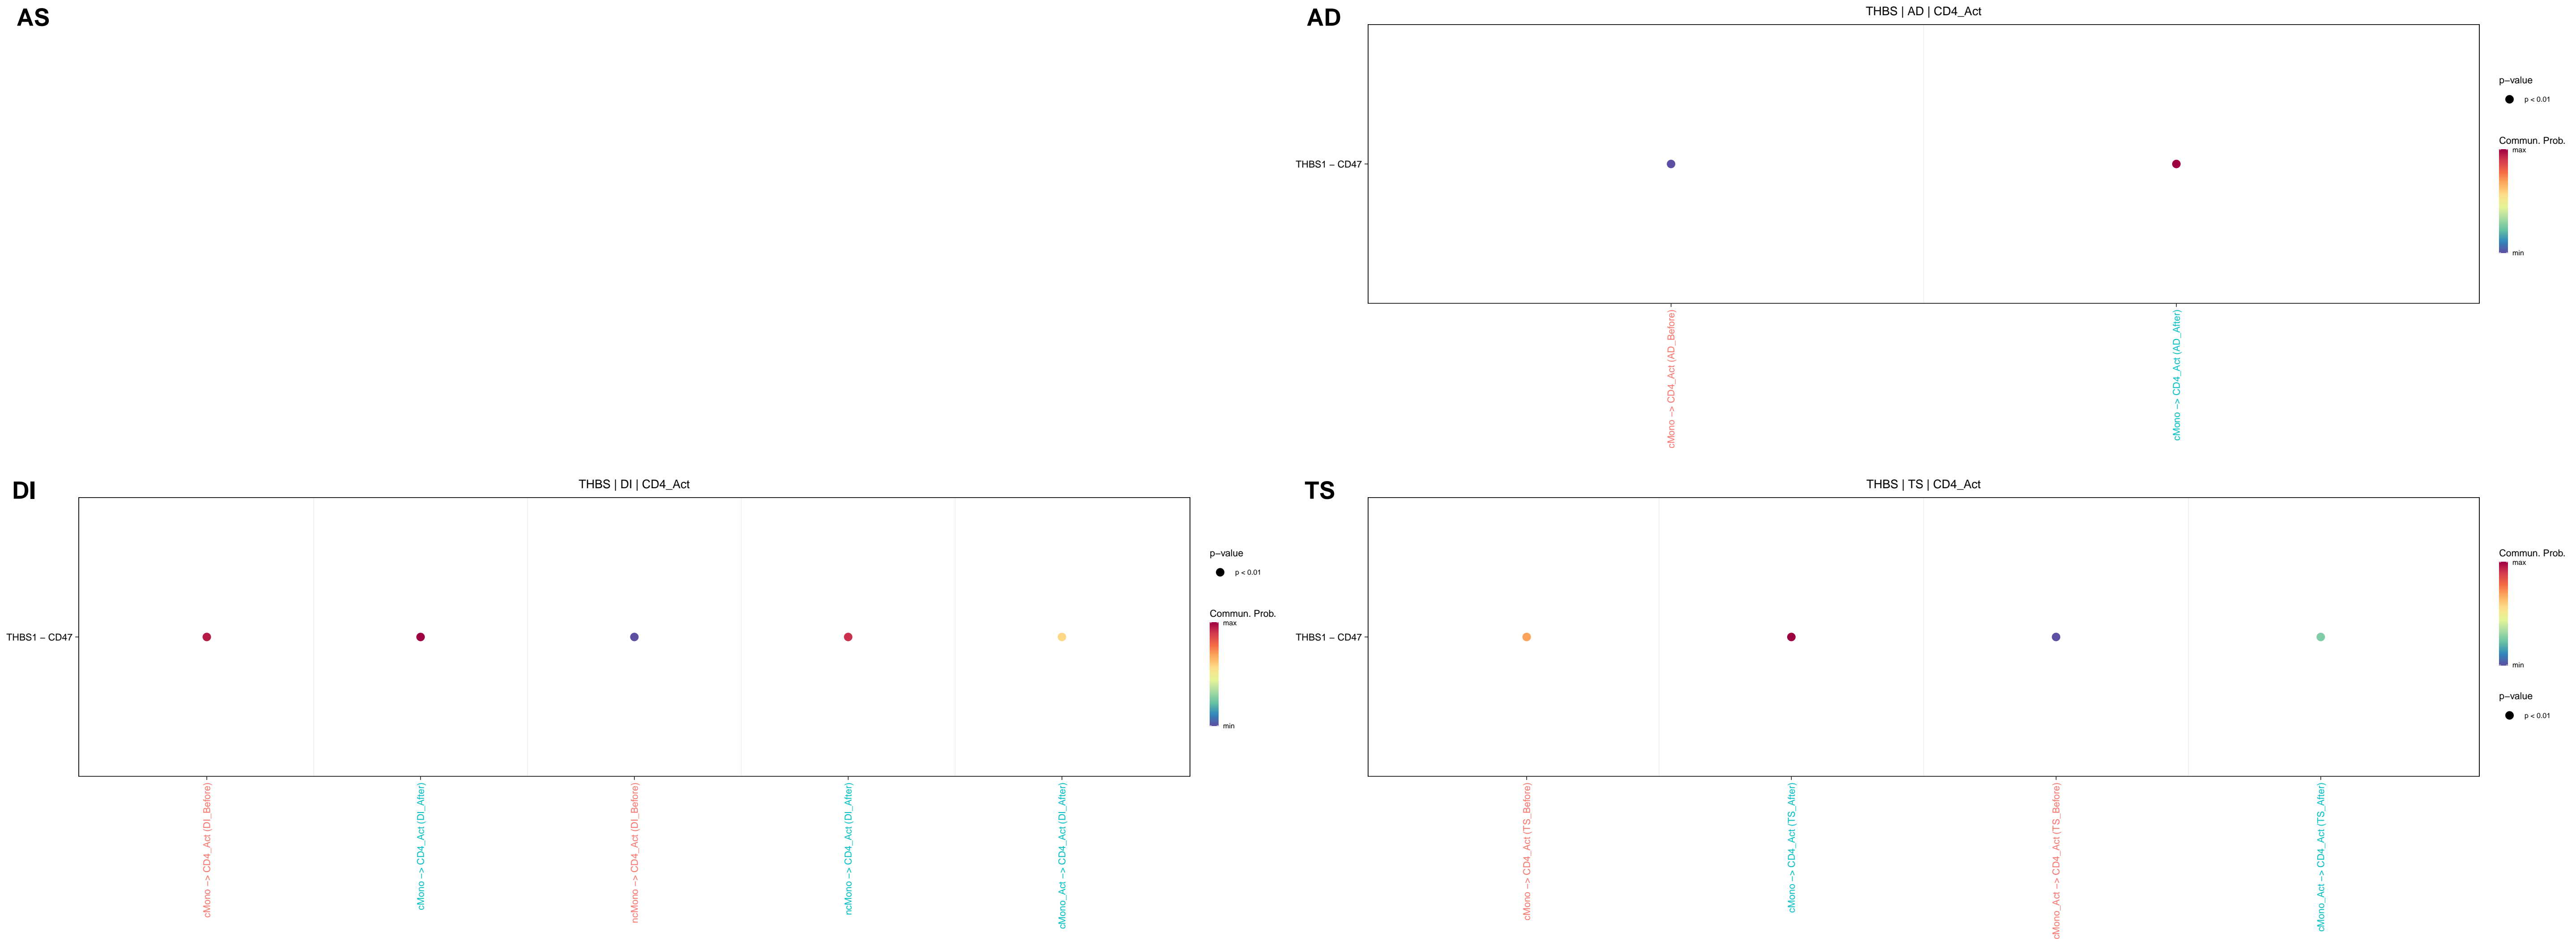 AS
AD
THBS | AD | CD4_Act
THBS1 − CD47
cMono −> CD4_Act (AD_Before)
cMono −> CD4_Act (AD_After)
p−value
p < 0.01
Commun. Prob.
max
min
DI
THBS | DI | CD4_Act
THBS1 − CD47
cMono −> CD4_Act (DI_Before)
cMono −> CD4_Act (DI_After)
ncMono −> CD4_Act (DI_Before)
ncMono −> CD4_Act (DI_After)
cMono_Act −> CD4_Act (DI_After)
p−value
p < 0.01
Commun. Prob.
max
min
TS
THBS | TS | CD4_Act
THBS1 − CD47
cMono −> CD4_Act (TS_Before)
cMono −> CD4_Act (TS_After)
cMono_Act −> CD4_Act (TS_Before)
cMono_Act −> CD4_Act (TS_After)
Commun. Prob.
max
min
p−value
p < 0.01